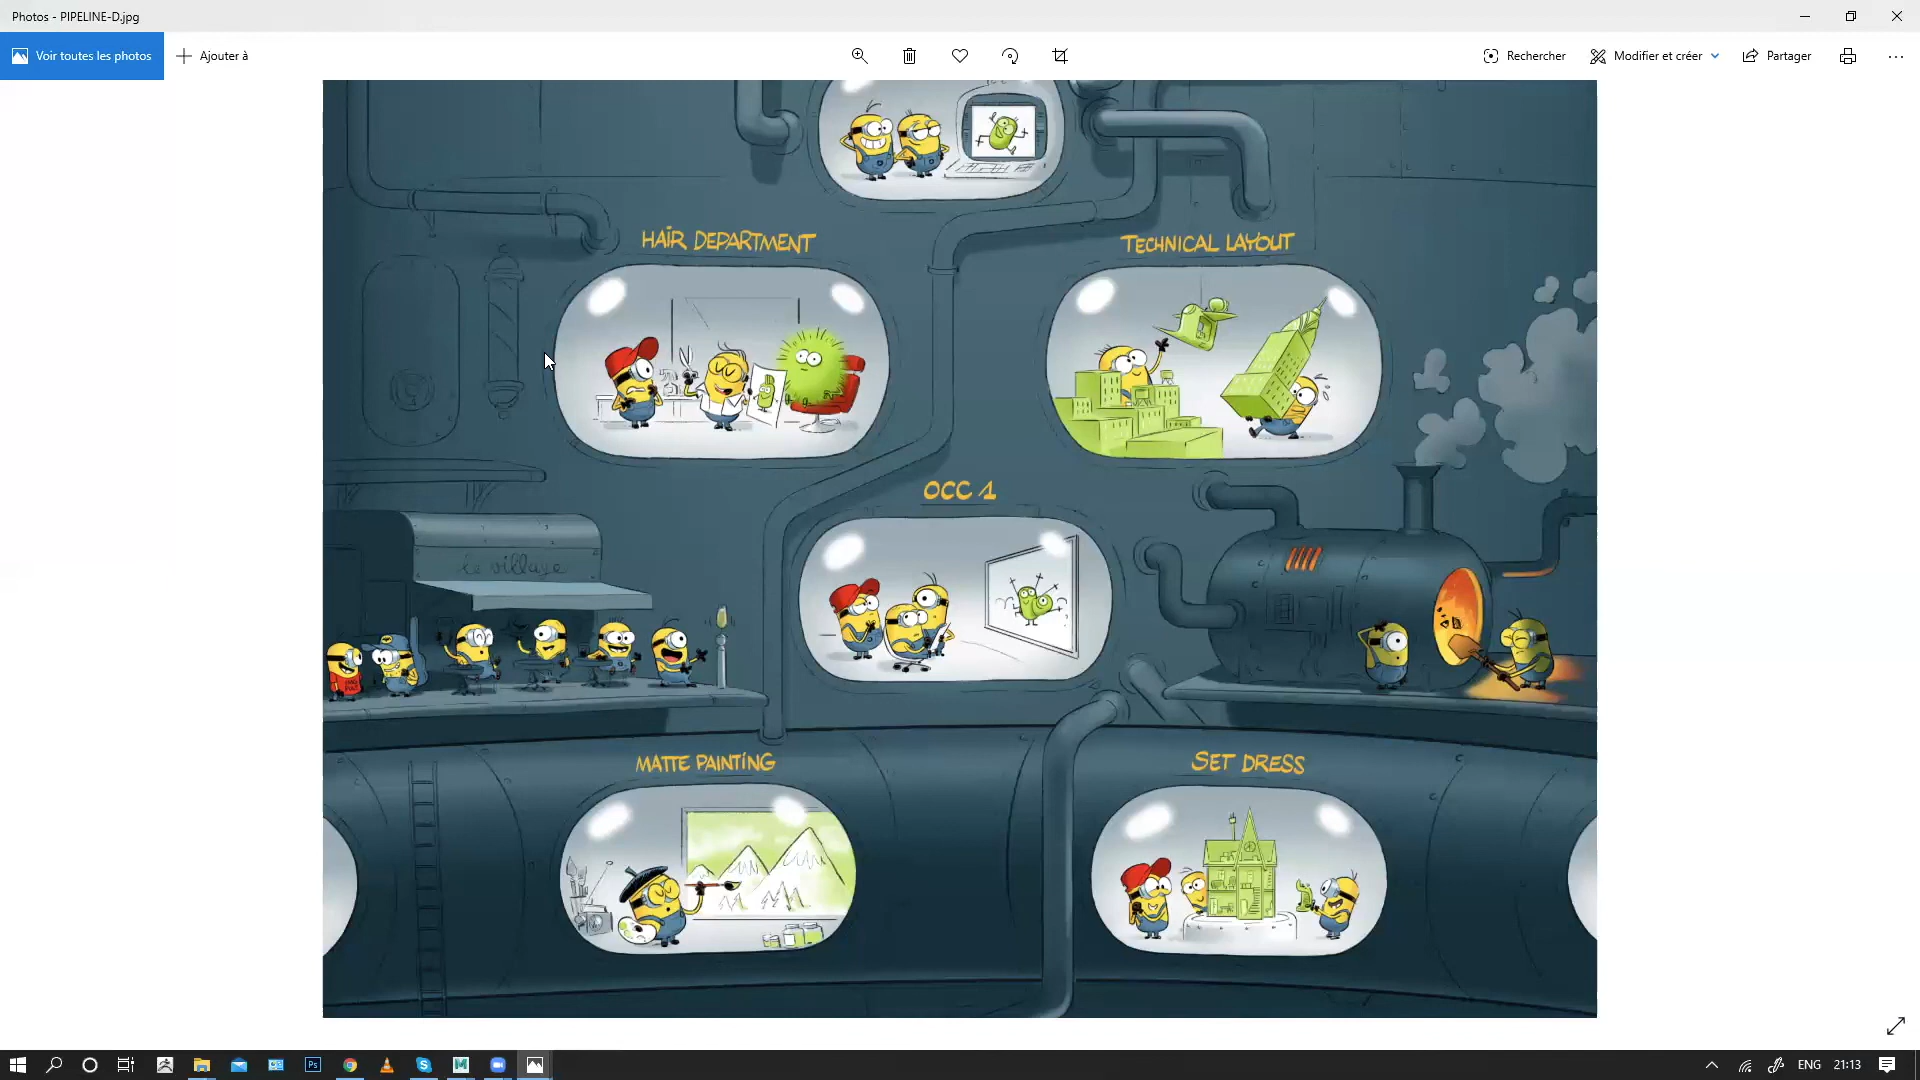 Photos - PIPELINE-D.jpg
Voir toutes les photos
Ajouter à
Rechercher
Modifier et créer
Partager
HAIR DEPARTMENT
TECHNICAL LAYOUT
OCC 1
le village
MATTE PAINTING
SET DRESS
Ps
S
M
ENG
21:13